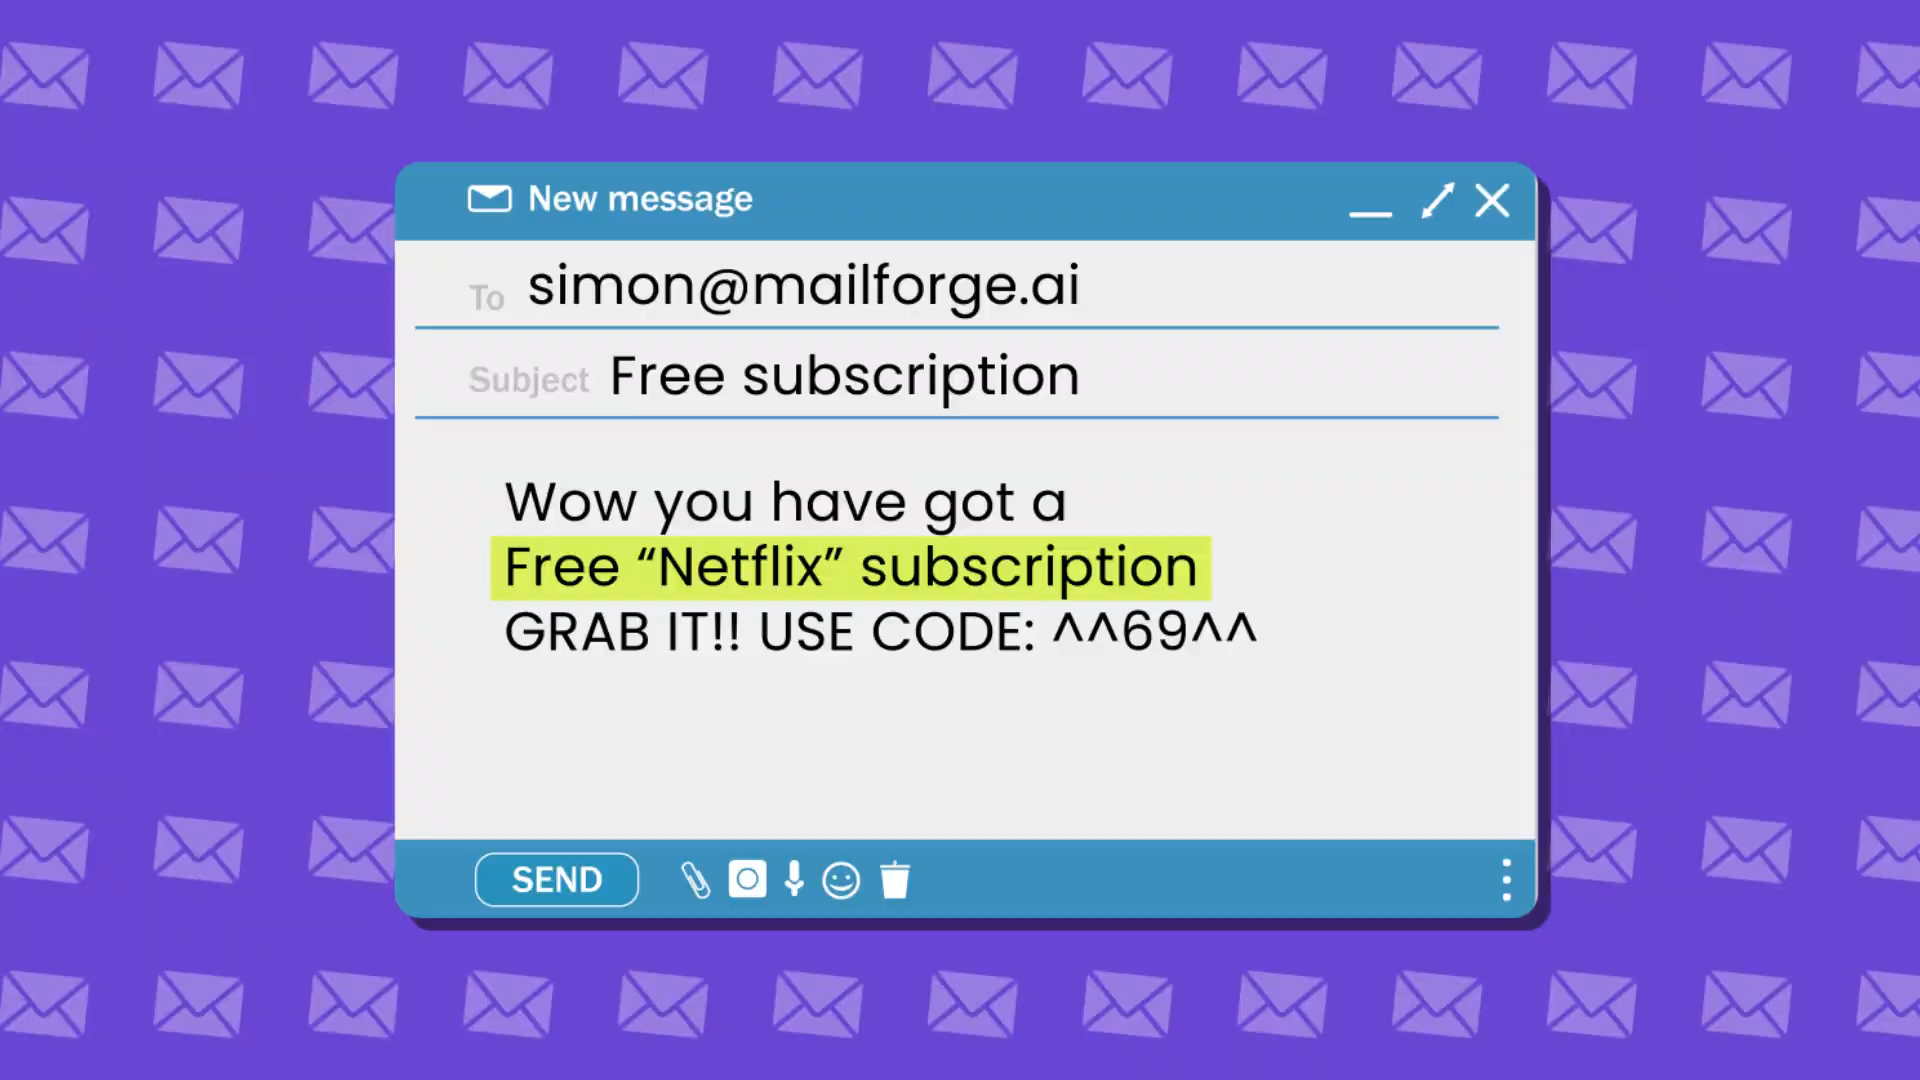 New message
To simon@mailforge.ai
Subject Free subscription
Wow you have got a
Free “Netflix” subscription
GRAB IT!! USE CODE: ^^69^^
SEND